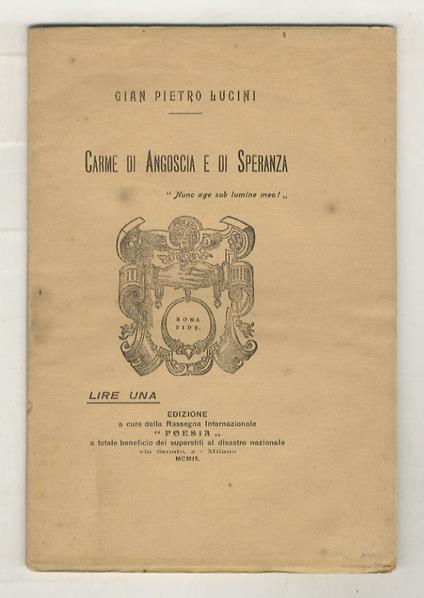 GIAN PIETRO LUCINI
CARME DI ANGOSCIA E DI SPERANZA
“ Nunc age sub lumine meo! „
BONA
FIDE.
LIRE UNA
EDIZIONE
a cura della Rassegna Internazionale
“ POESIA „
a totale beneficio dei superstiti al disastro nazionale
via Senato, 2 - Milano
MCMIX.